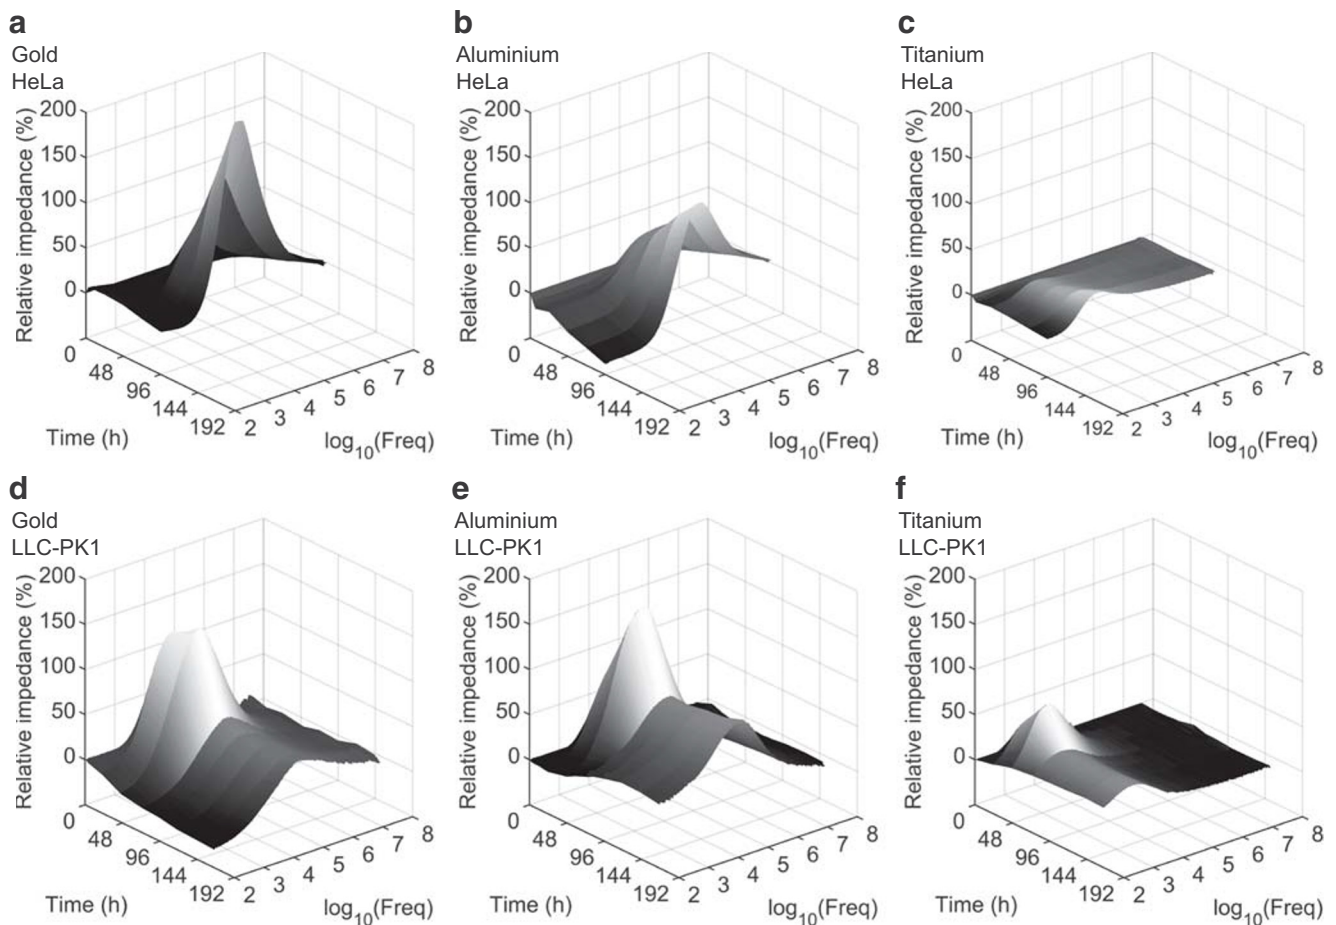 a
Gold
HeLa
200
150
100
50
0
Relative impedance (%)
0
48
96
144
192
Time (h)
2
3
4
5
6
7
8
log10(Freq)
b
Aluminium
HeLa
200
150
100
50
0
Relative impedance (%)
0
48
96
144
192
Time (h)
2
3
4
5
6
7
8
log10(Freq)
c
Titanium
HeLa
200
150
100
50
0
Relative impedance (%)
0
48
96
144
192
Time (h)
2
3
4
5
6
7
8
log10(Freq)
d
Gold
LLC-PK1
200
150
100
50
0
Relative impedance (%)
0
48
96
144
192
Time (h)
2
3
4
5
6
7
8
log10(Freq)
e
Aluminium
LLC-PK1
200
150
100
50
0
Relative impedance (%)
0
48
96
144
192
Time (h)
2
3
4
5
6
7
8
log10(Freq)
f
Titanium
LLC-PK1
200
150
100
50
0
Relative impedance (%)
0
48
96
144
192
Time (h)
2
3
4
5
6
7
8
log10(Freq)